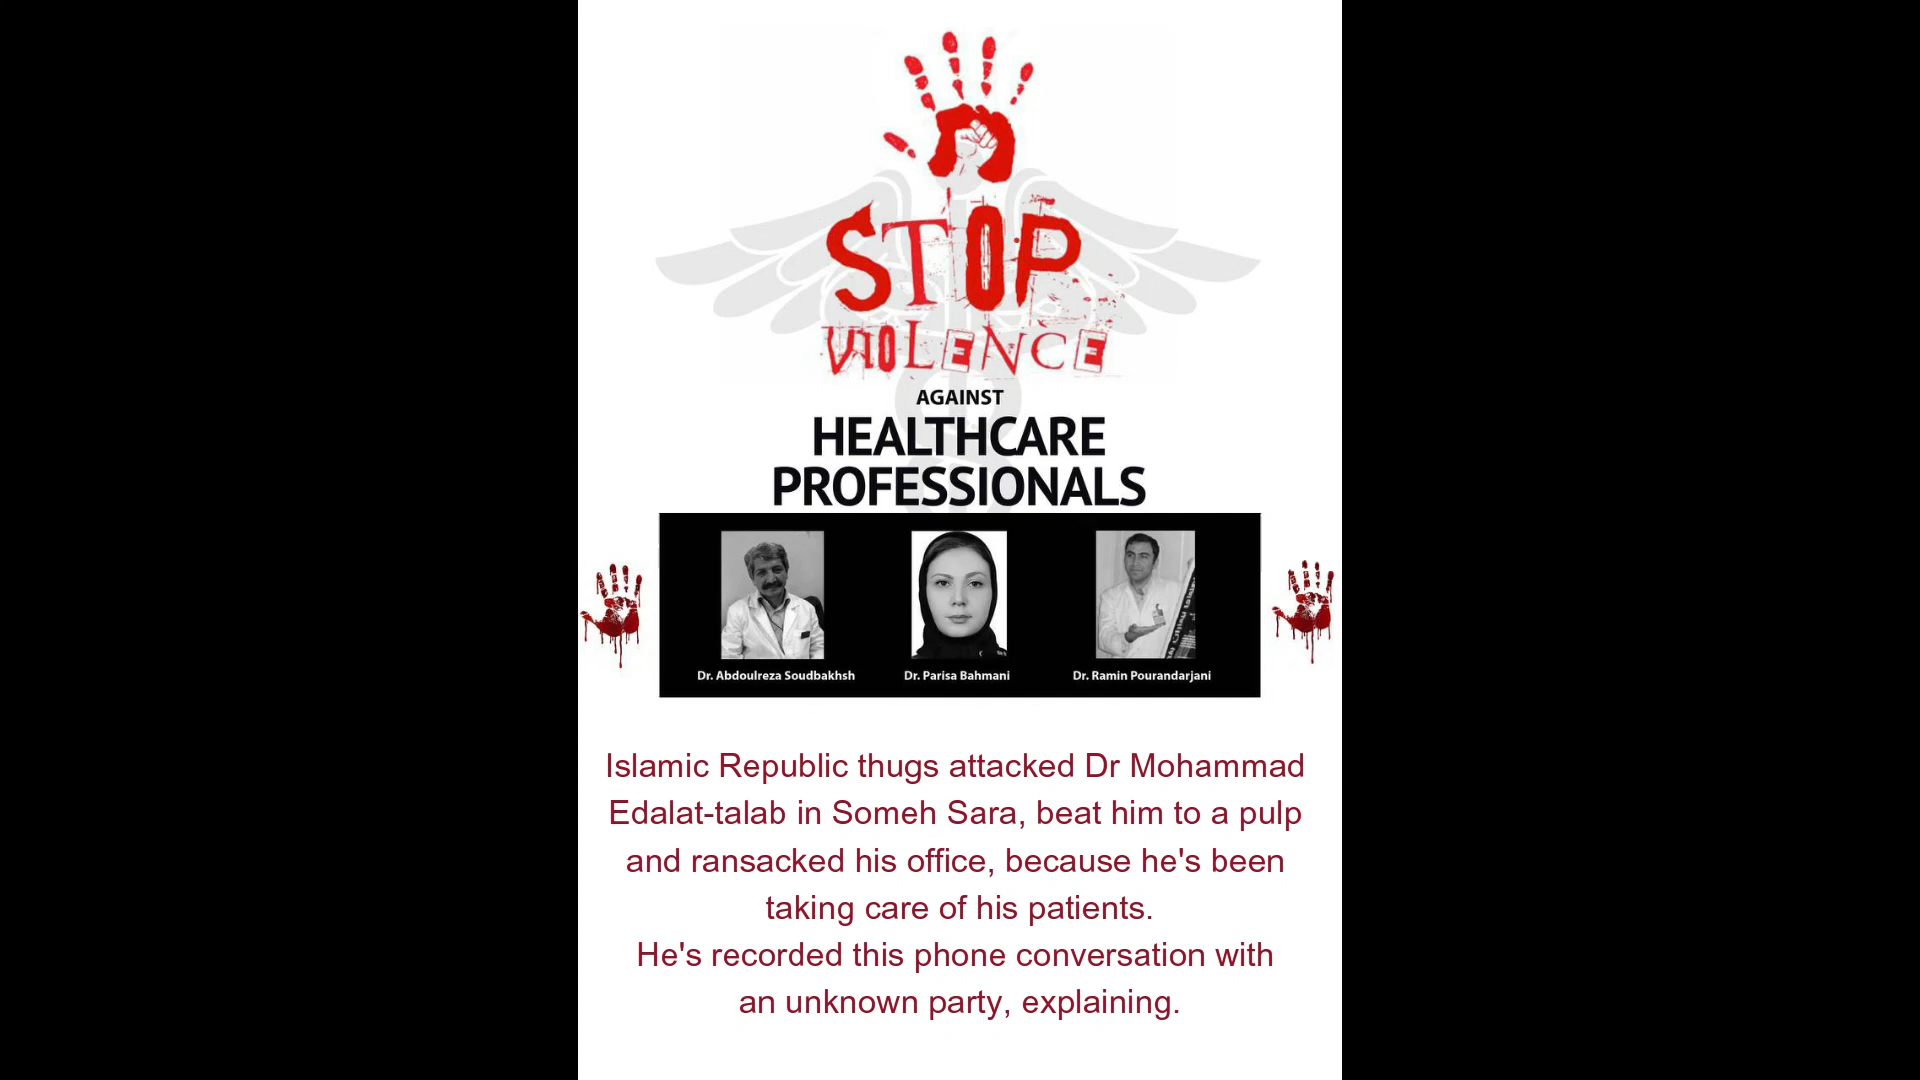 STOP
VIOLENCE
AGAINST
HEALTHCARE
PROFESSIONALS
Dr. Abdoulreza Soudbakhsh
Dr. Parisa Bahmani
Dr. Ramin Pourandarjani
Islamic Republic thugs attacked Dr Mohammad
Edalat-talab in Someh Sara, beat him to a pulp
and ransacked his office, because he's been
taking care of his patients.
He's recorded this phone conversation with
an unknown party, explaining.